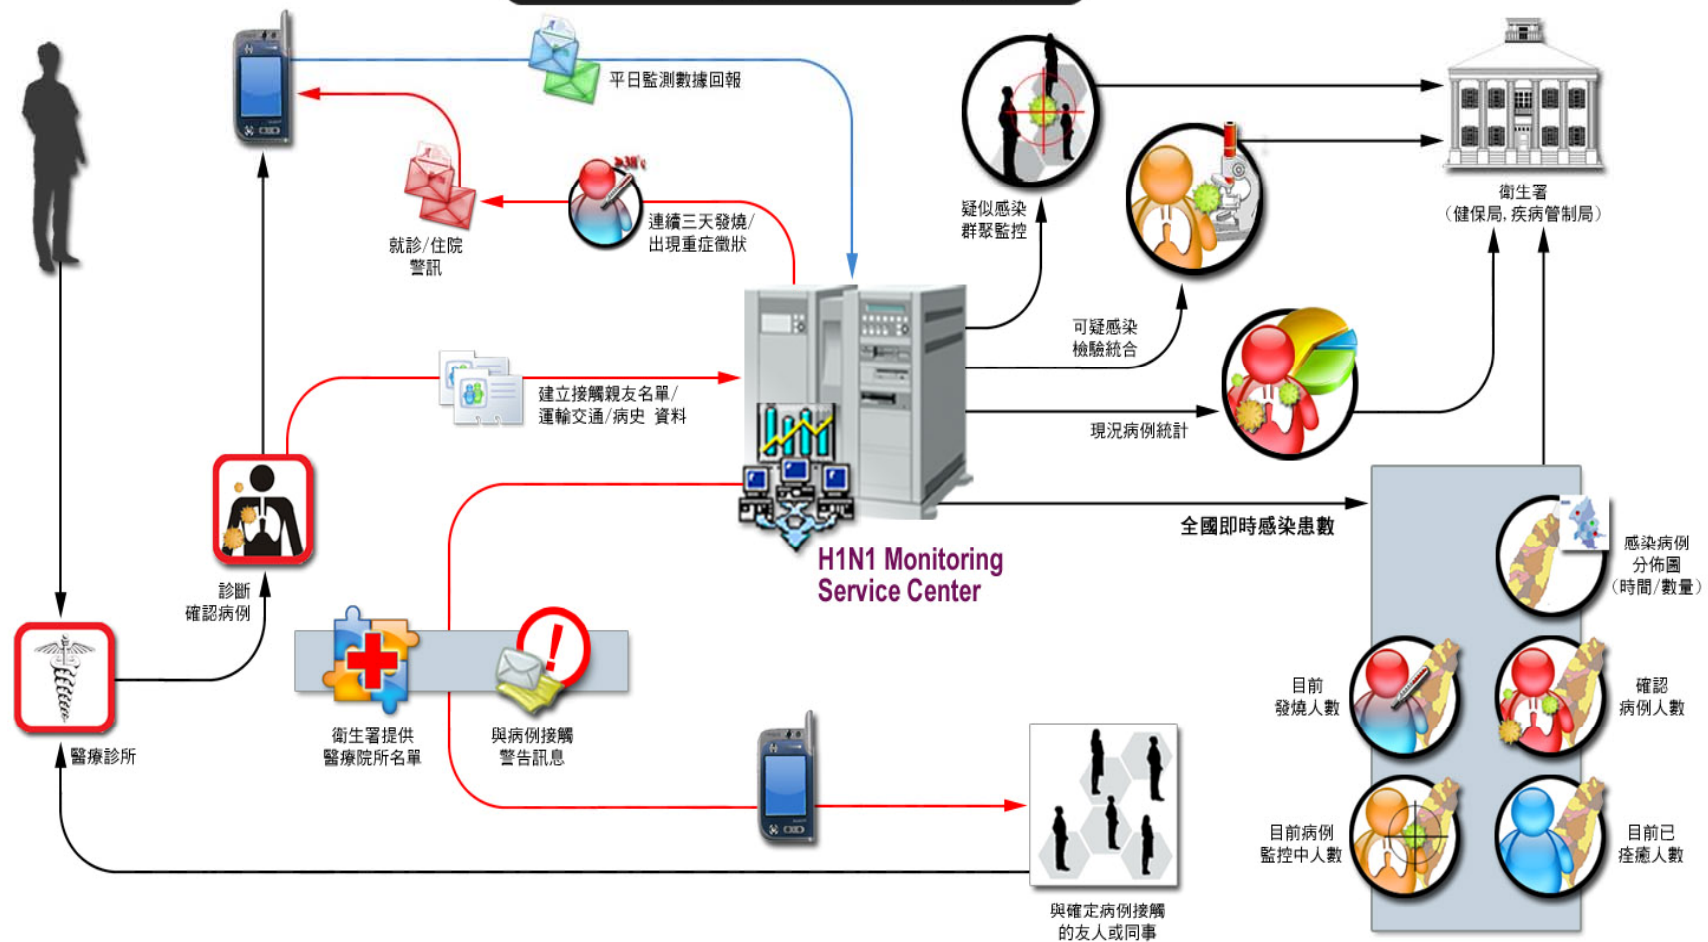 平日監測數據回報
≥38°c
連續三天發燒/
出現重症徵狀
就診/住院
警訊
疑似感染
群聚監控
衛生署
(健保局, 疾病管制局)
可疑感染
檢驗統合
建立接觸親友名單/
運輸交通/病史 資料
現況病例統計
全國即時感染患數
H1N1 Monitoring
Service Center
感染病例
分佈圖
(時間/數量)
診斷
確認病例
目前
發燒人數
確認
病例人數
醫療診所
衛生署提供
醫療院所名單
與病例接觸
警告訊息
目前病例
監控中人數
目前已
痊癒人數
與確定病例接觸
的友人或同事